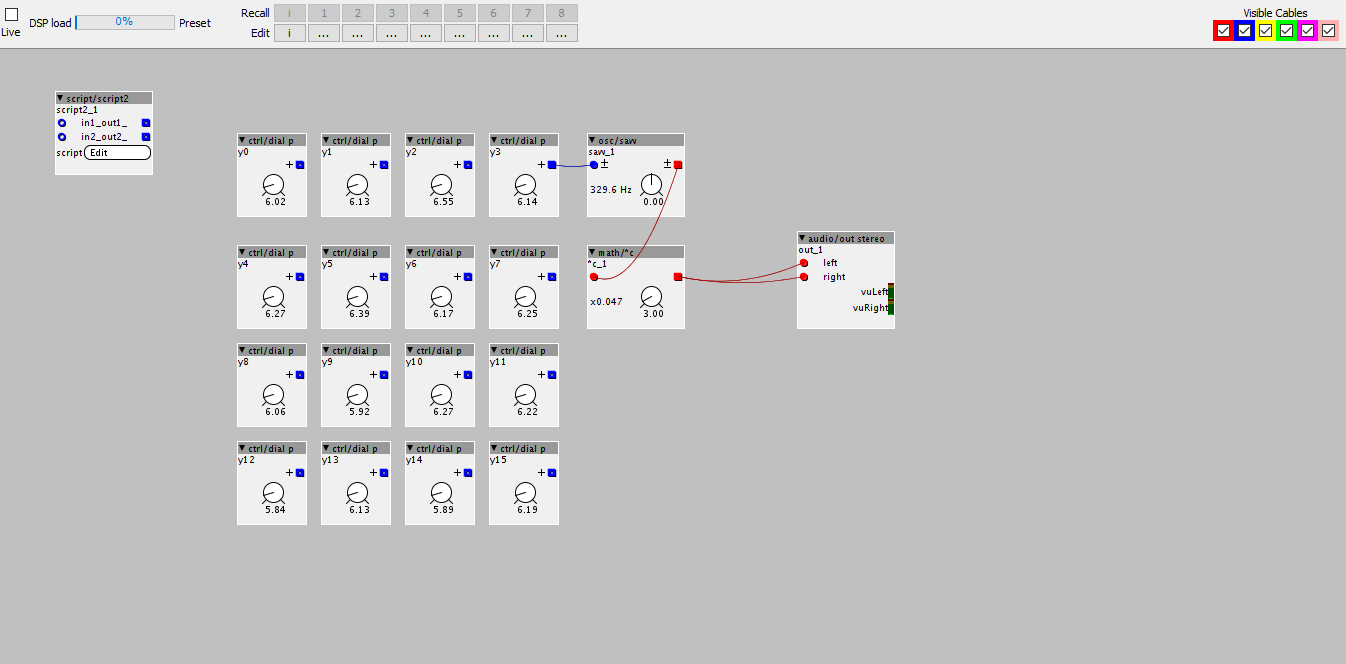 Live
DSP load 0% Preset
Recall i 1 2 3 4 5 6 7 8
Edit i ... ... ... ... ... ... ... ...
Visible Cables
script/script2
script2_1
in1_out1_
in2_out2_
script Edit
ctrl/dial p ctrl/dial p ctrl/dial p ctrl/dial p osc/saw
y0 y1 y2 y3 saw_1
+ + + + ± ±
329.6 Hz
6.02 6.13 6.55 6.14 0.00
audio/out stereo
out_1
left
right
vuLeft
vuRight
ctrl/dial p ctrl/dial p ctrl/dial p ctrl/dial p math/*c
y4 y5 y6 y7 *c_1
+ + + +
x0.047
6.27 6.39 6.17 6.25 3.00
ctrl/dial p ctrl/dial p ctrl/dial p ctrl/dial p
y8 y9 y10 y11
+ + + +
6.06 5.92 6.27 6.22
ctrl/dial p ctrl/dial p ctrl/dial p ctrl/dial p
y12 y13 y14 y15
+ + + +
5.84 6.13 5.89 6.19